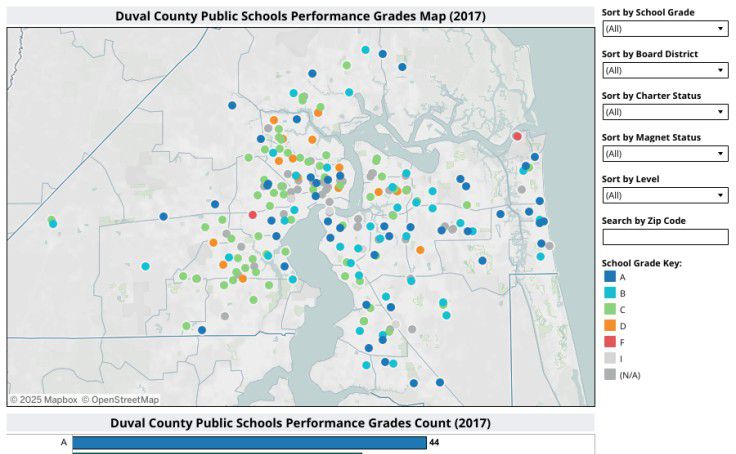 Duval County Public Schools Performance Grades Map (2017)
Sort by School Grade
(All)
Sort by Board District
(All)
Sort by Charter Status
(All)
Sort by Magnet Status
(All)
Sort by Level
(All)
Search by Zip Code
School Grade Key:
A
B
C
D
F
I
(N/A)
© 2025 Mapbox © OpenStreetMap
Duval County Public Schools Performance Grades Count (2017)
A 44